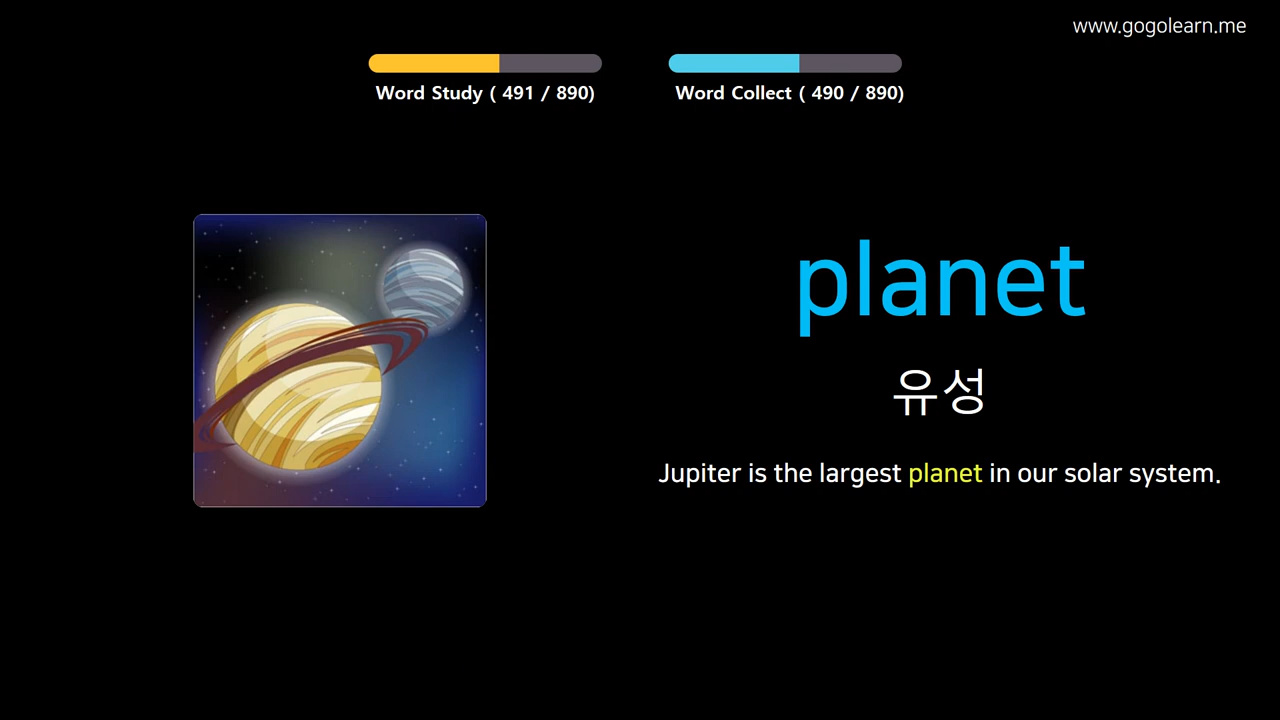 www.gogolearn.me
Word Study ( 491 / 890)
Word Collect ( 490 / 890)
planet
유성
Jupiter is the largest planet in our solar system.